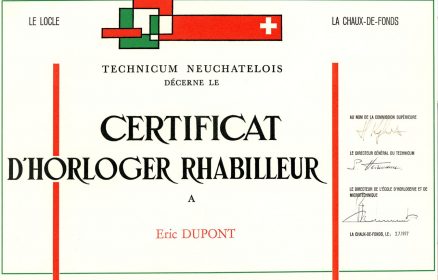 LE LOCLE
LA CHAUX-DE-FONDS
TECHNICUM NEUCHATELOIS
DÉCERNE LE
CERTIFICAT
D'HORLOGER RHABILLEUR
A
Eric DUPONT
AU NOM DE LA COMMISSION SUPÉRIEURE
LE DIRECTEUR GÉNÉRAL DU TECHNICUM
LE DIRECTEUR DE L'ÉCOLE D'HORLOGERIE ET DE
MICROTECHNIQUE
LA CHAUX-DE-FONDS, LE: